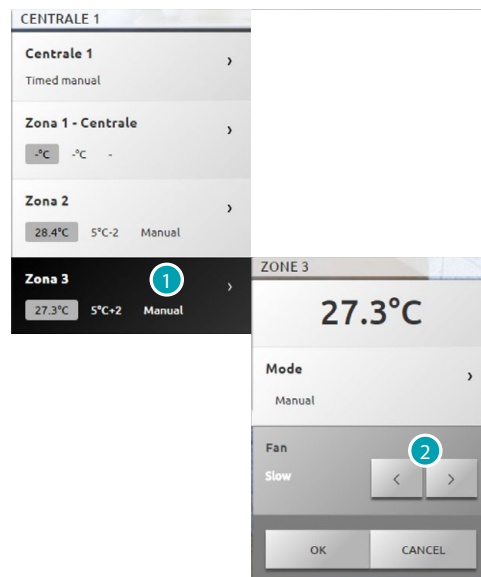 CENTRALE 1
Centrale 1
Timed manual
Zona 1 - Centrale
-°C -°C -
Zona 2
28.4°C 5°C-2 Manual
Zona 3
1
27.3°C 5°C+2 Manual
ZONE 3
27.3°C
Mode
Manual
Fan
2
Slow
OK CANCEL